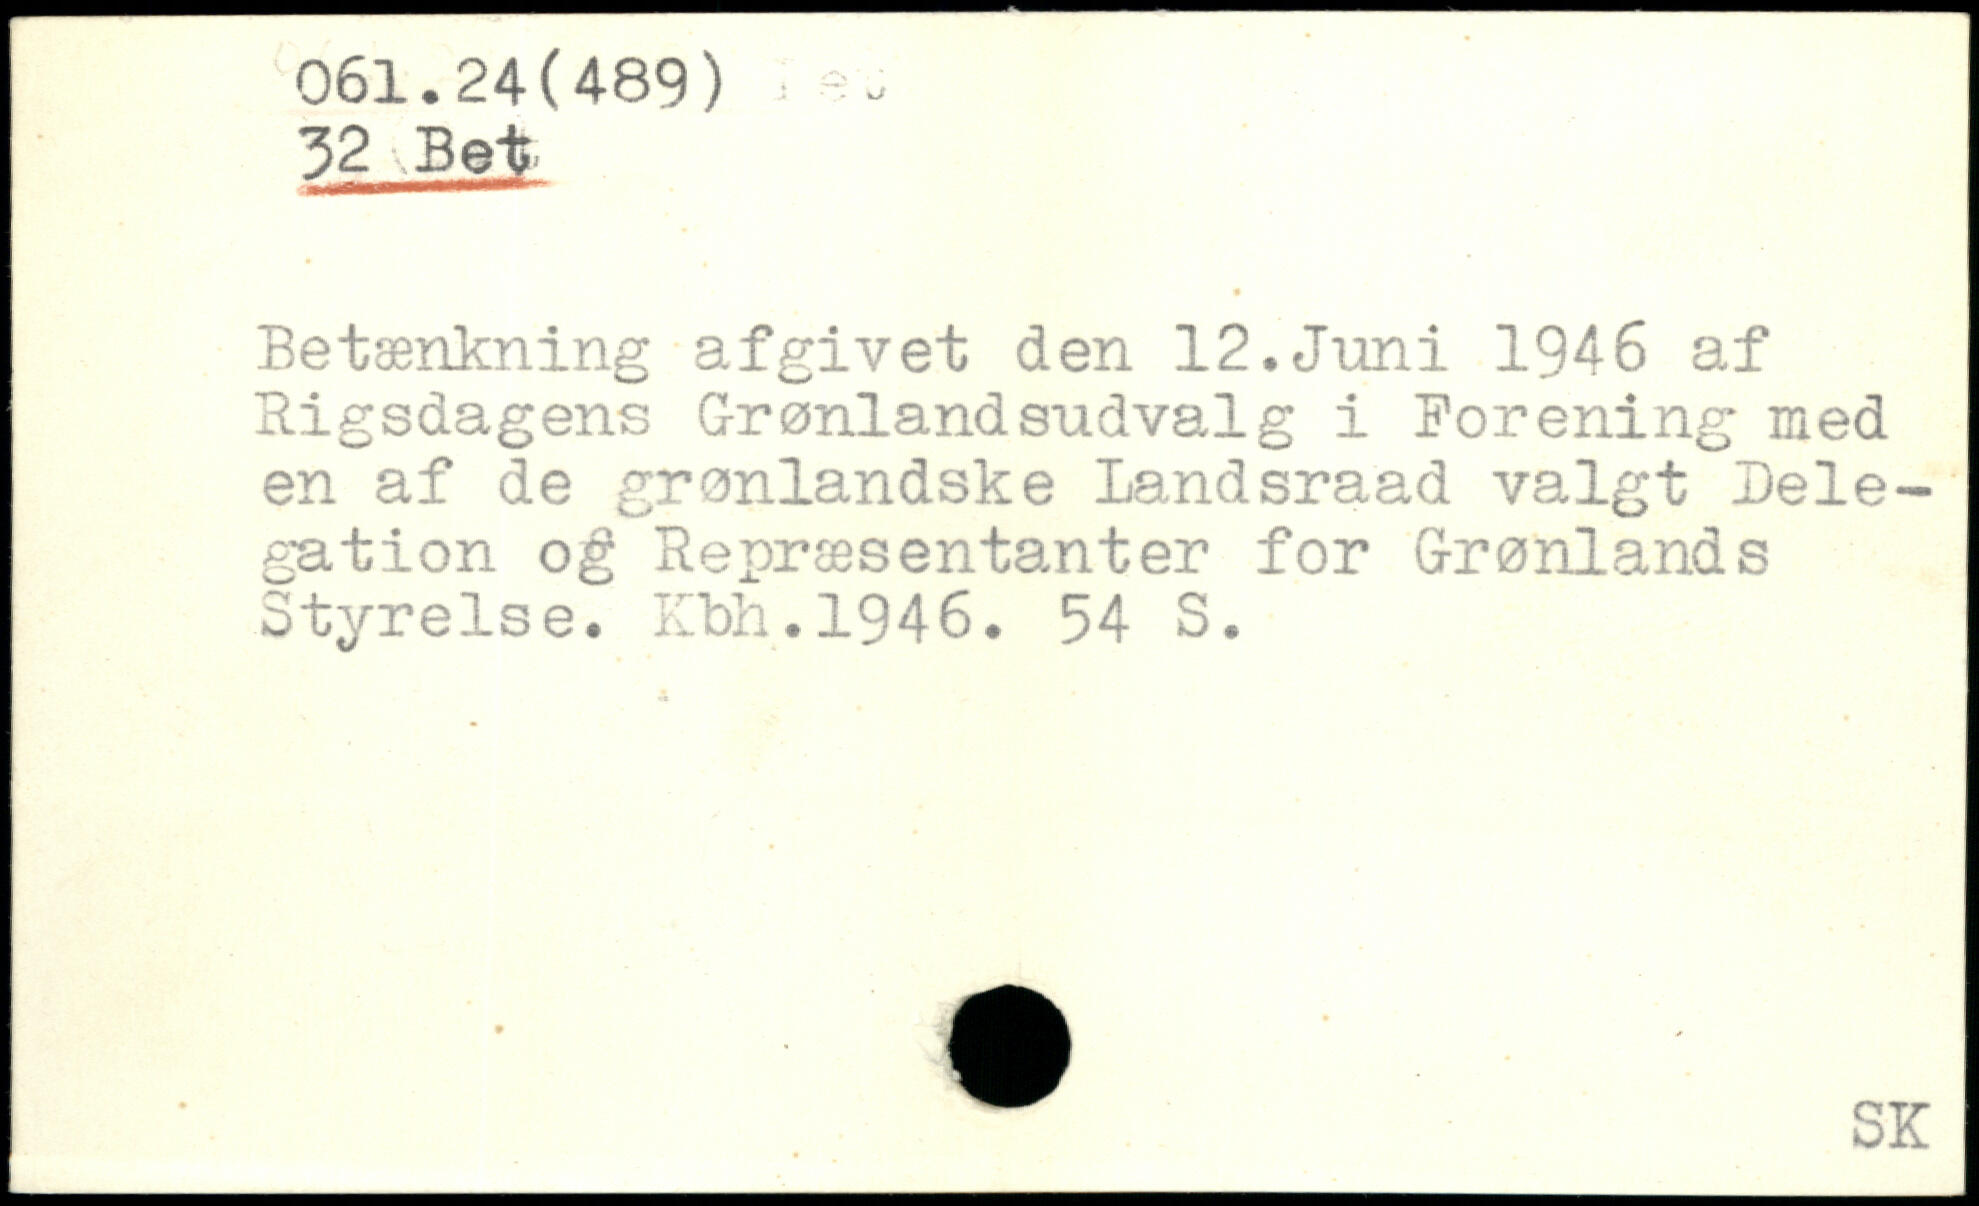 061.24(489)
32 Bet
Betænkning afgivet den 12.Juni 1946 af
Rigsdagens Grønlandsudvalg i Forening med
en af de grønlandske Landsraad valgt Dele-
gation og Repræsentanter for Grønlands
Styrelse. Kbh.1946. 54 S.
SK